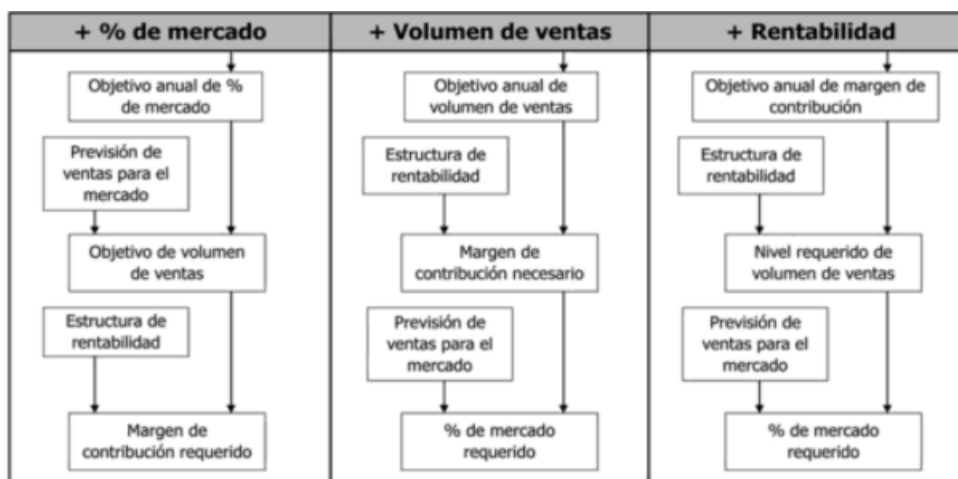 + % de mercado
Objetivo anual de %
de mercado
Previsión de
ventas para el
mercado
Objetivo de volumen
de ventas
Estructura de
rentabilidad
Margen de
contribución requerido
+ Volumen de ventas
Objetivo anual de
volumen de ventas
Estructura de
rentabilidad
Margen de
contribución necesario
Previsión de
ventas para el
mercado
% de mercado
requerido
+ Rentabilidad
Objetivo anual de margen de
contribución
Estructura de
rentabilidad
Nivel requerido de
volumen de ventas
Previsión de
ventas para el
mercado
% de mercado
requerido